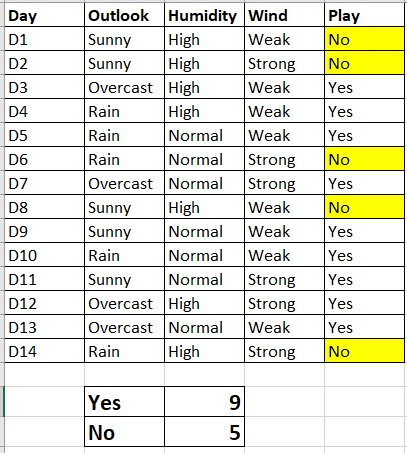 Day Outlook Humidity Wind Play
D1 Sunny High Weak No
D2 Sunny High Strong No
D3 Overcast High Weak Yes
D4 Rain High Weak Yes
D5 Rain Normal Weak Yes
D6 Rain Normal Strong No
D7 Overcast Normal Strong Yes
D8 Sunny High Weak No
D9 Sunny Normal Weak Yes
D10 Rain Normal Weak Yes
D11 Sunny Normal Strong Yes
D12 Overcast High Strong Yes
D13 Overcast Normal Weak Yes
D14 Rain High Strong No
Yes 9
No 5